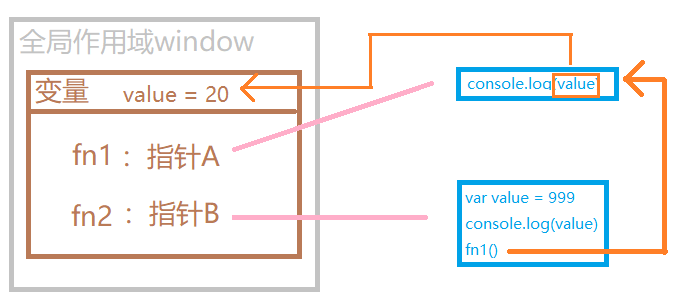 全局作用域window
变量 value = 20
fn1 : 指针A
fn2 : 指针B
console.log(value)
var value = 999
console.log(value)
fn1()